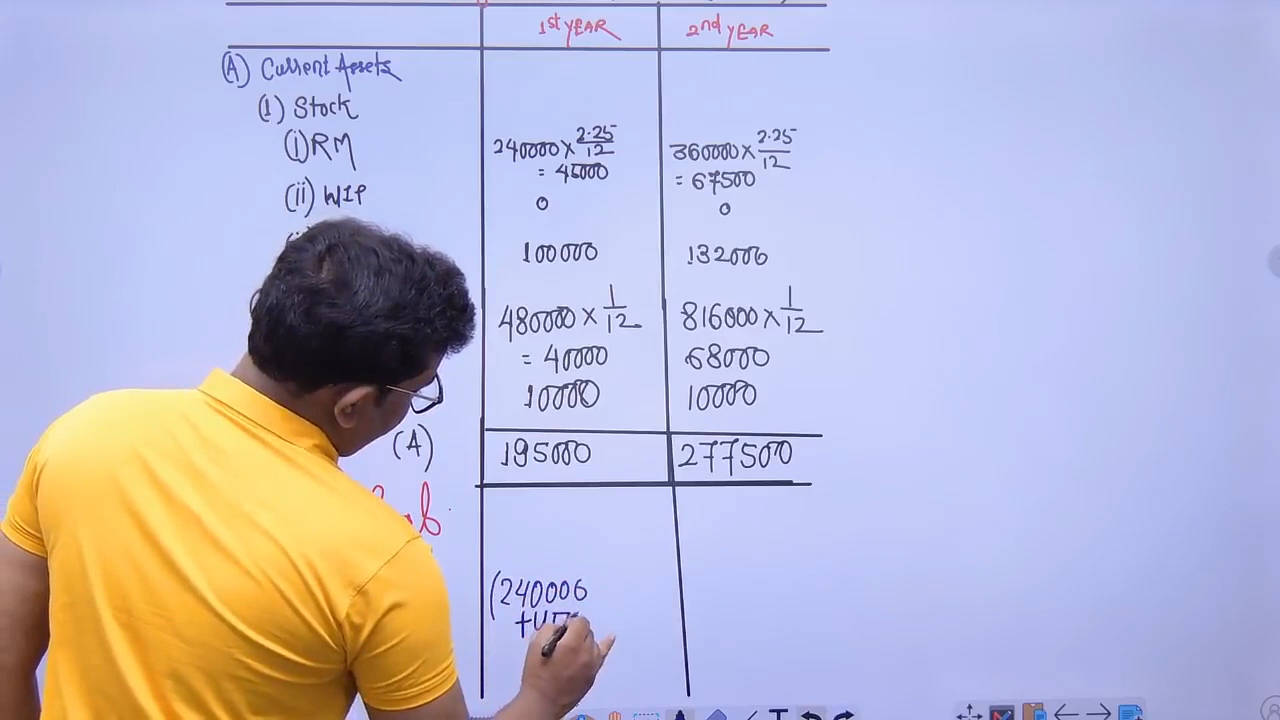 1st YEAR 2nd YEAR
(A) Current Assets
(1) Stock
(i) RM 240000 × 2.25/12 360000 × 2.25/12
= 45000 = 67500
(ii) WIP 0 0
100000 132000
480000 × 1/12 816000 × 1/12
= 40000 68000
10000 10000
(A) 195000 277500
(240000